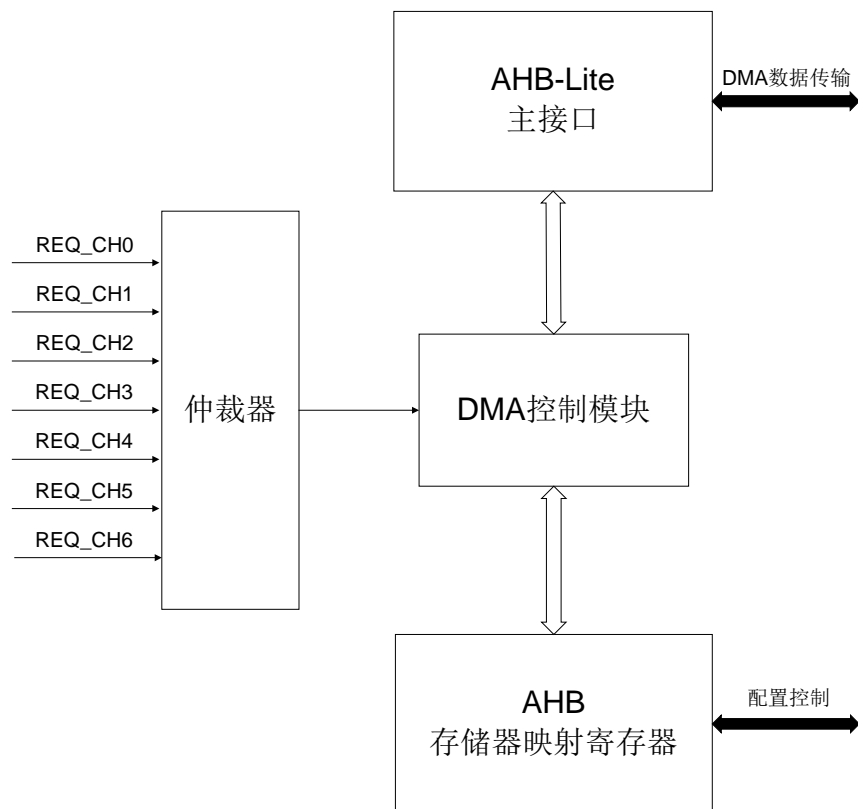 AHB-Lite
主接口
DMA数据传输
REQ_CH0
REQ_CH1
REQ_CH2
REQ_CH3
REQ_CH4
REQ_CH5
REQ_CH6
仲裁器
DMA控制模块
AHB
存储器映射寄存器
配置控制